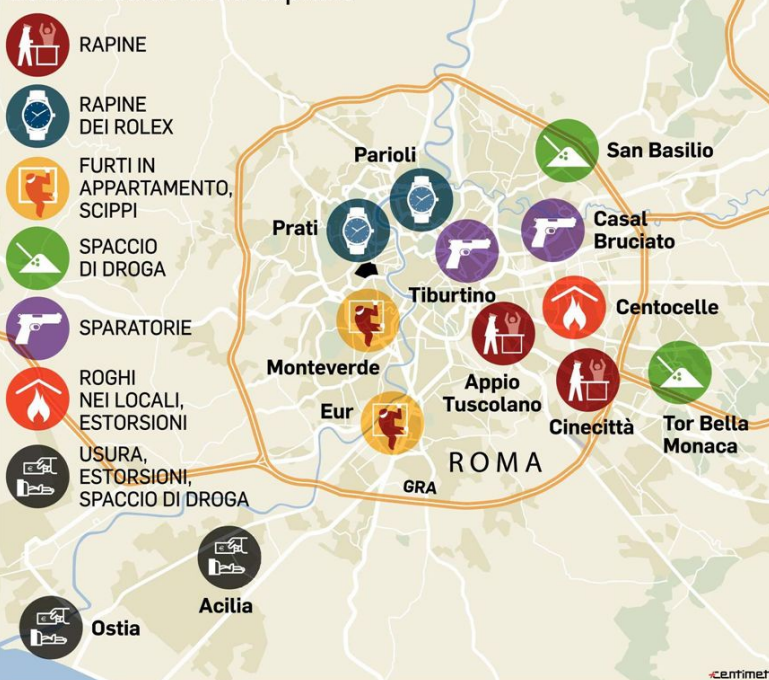 RAPINE
RAPINE
DEI ROLEX
FURTI IN
APPARTAMENTO,
SCIPPI
SPACCIO
DI DROGA
SPARATORIE
ROGHI
NEI LOCALI,
ESTORSIONI
USURA,
ESTORSIONI,
SPACCIO DI DROGA
Parioli
San Basilio
Prati
Casal
Bruciato
Tiburtino
Centocelle
Monteverde
Appio
Tuscolano
Eur
Cinecittà
Tor Bella
Monaca
ROMA
GRA
Acilia
Ostia
centimet